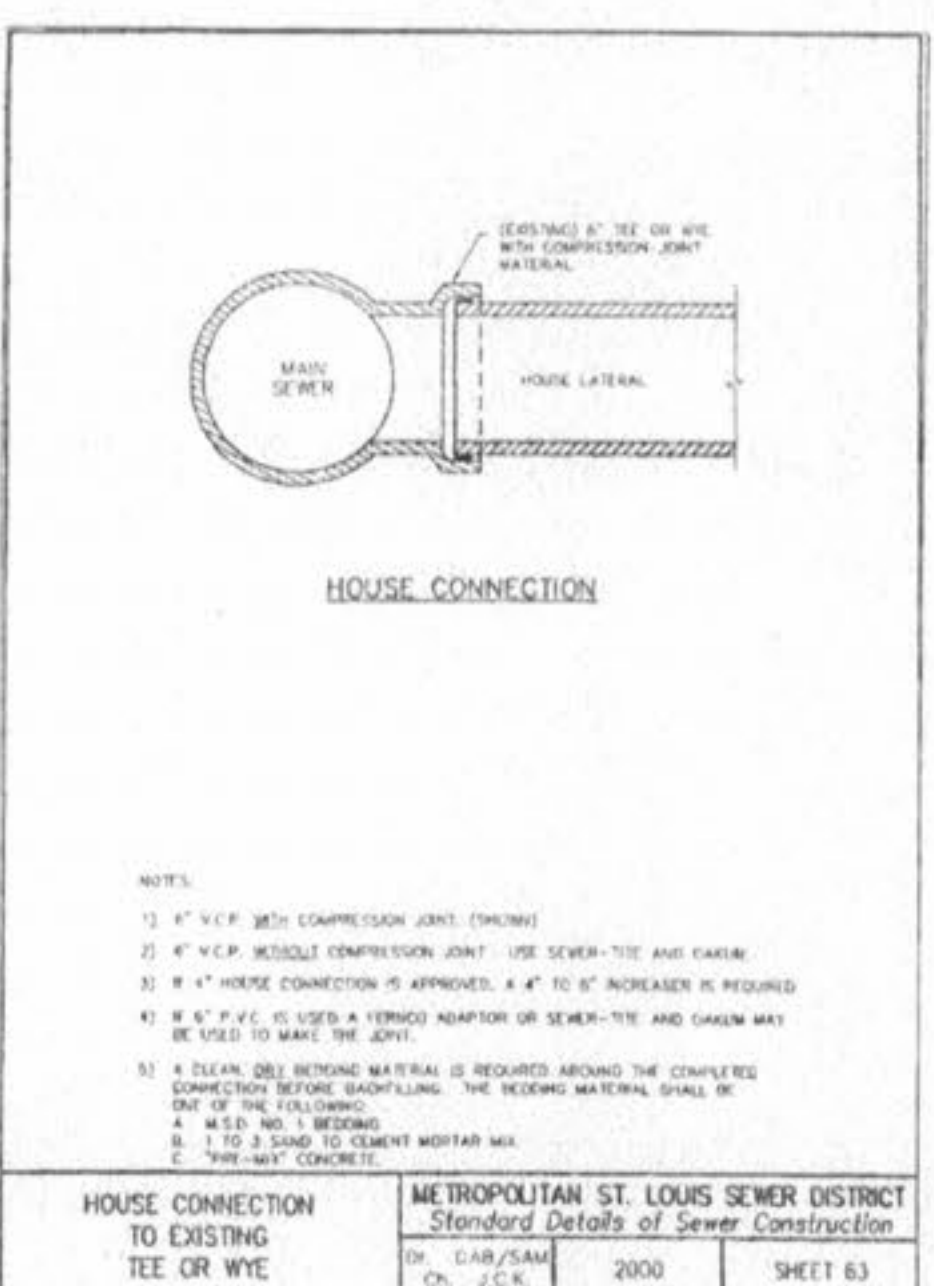 (EXISTING) 6" TEE OR WYE
WITH COMPRESSION JOINT
MATERIAL
MAIN
SEWER
HOUSE LATERAL
HOUSE CONNECTION
NOTES:
1) 6" V.C.P. WITH COMPRESSION JOINT. (SHOWN)
2) 6" V.C.P. WITHOUT COMPRESSION JOINT. USE SEWER-TITE AND OAKUM.
3) IF 4" HOUSE CONNECTION IS APPROVED, A 4" TO 6" INCREASER IS REQUIRED
4) IF 6" P.V.C. IS USED A FERNCO ADAPTOR OR SEWER-TITE AND OAKUM MAY
BE USED TO MAKE THE JOINT.
5) A CLEAN, DRY BEDDING MATERIAL IS REQUIRED AROUND THE COMPLETED
CONNECTION BEFORE BACKFILLING. THE BEDDING MATERIAL SHALL BE
ONE OF THE FOLLOWING:
A. M.S.D. NO. 1 BEDDING
B. 1 TO 3 SAND TO CEMENT MORTAR MIX
C. "PRE-MIX" CONCRETE.
HOUSE CONNECTION
TO EXISTING
TEE OR WYE
METROPOLITAN ST. LOUIS SEWER DISTRICT
Standard Details of Sewer Construction
Dr. DAB/SAM
Ch. J.C.K.
2000
SHEET 63